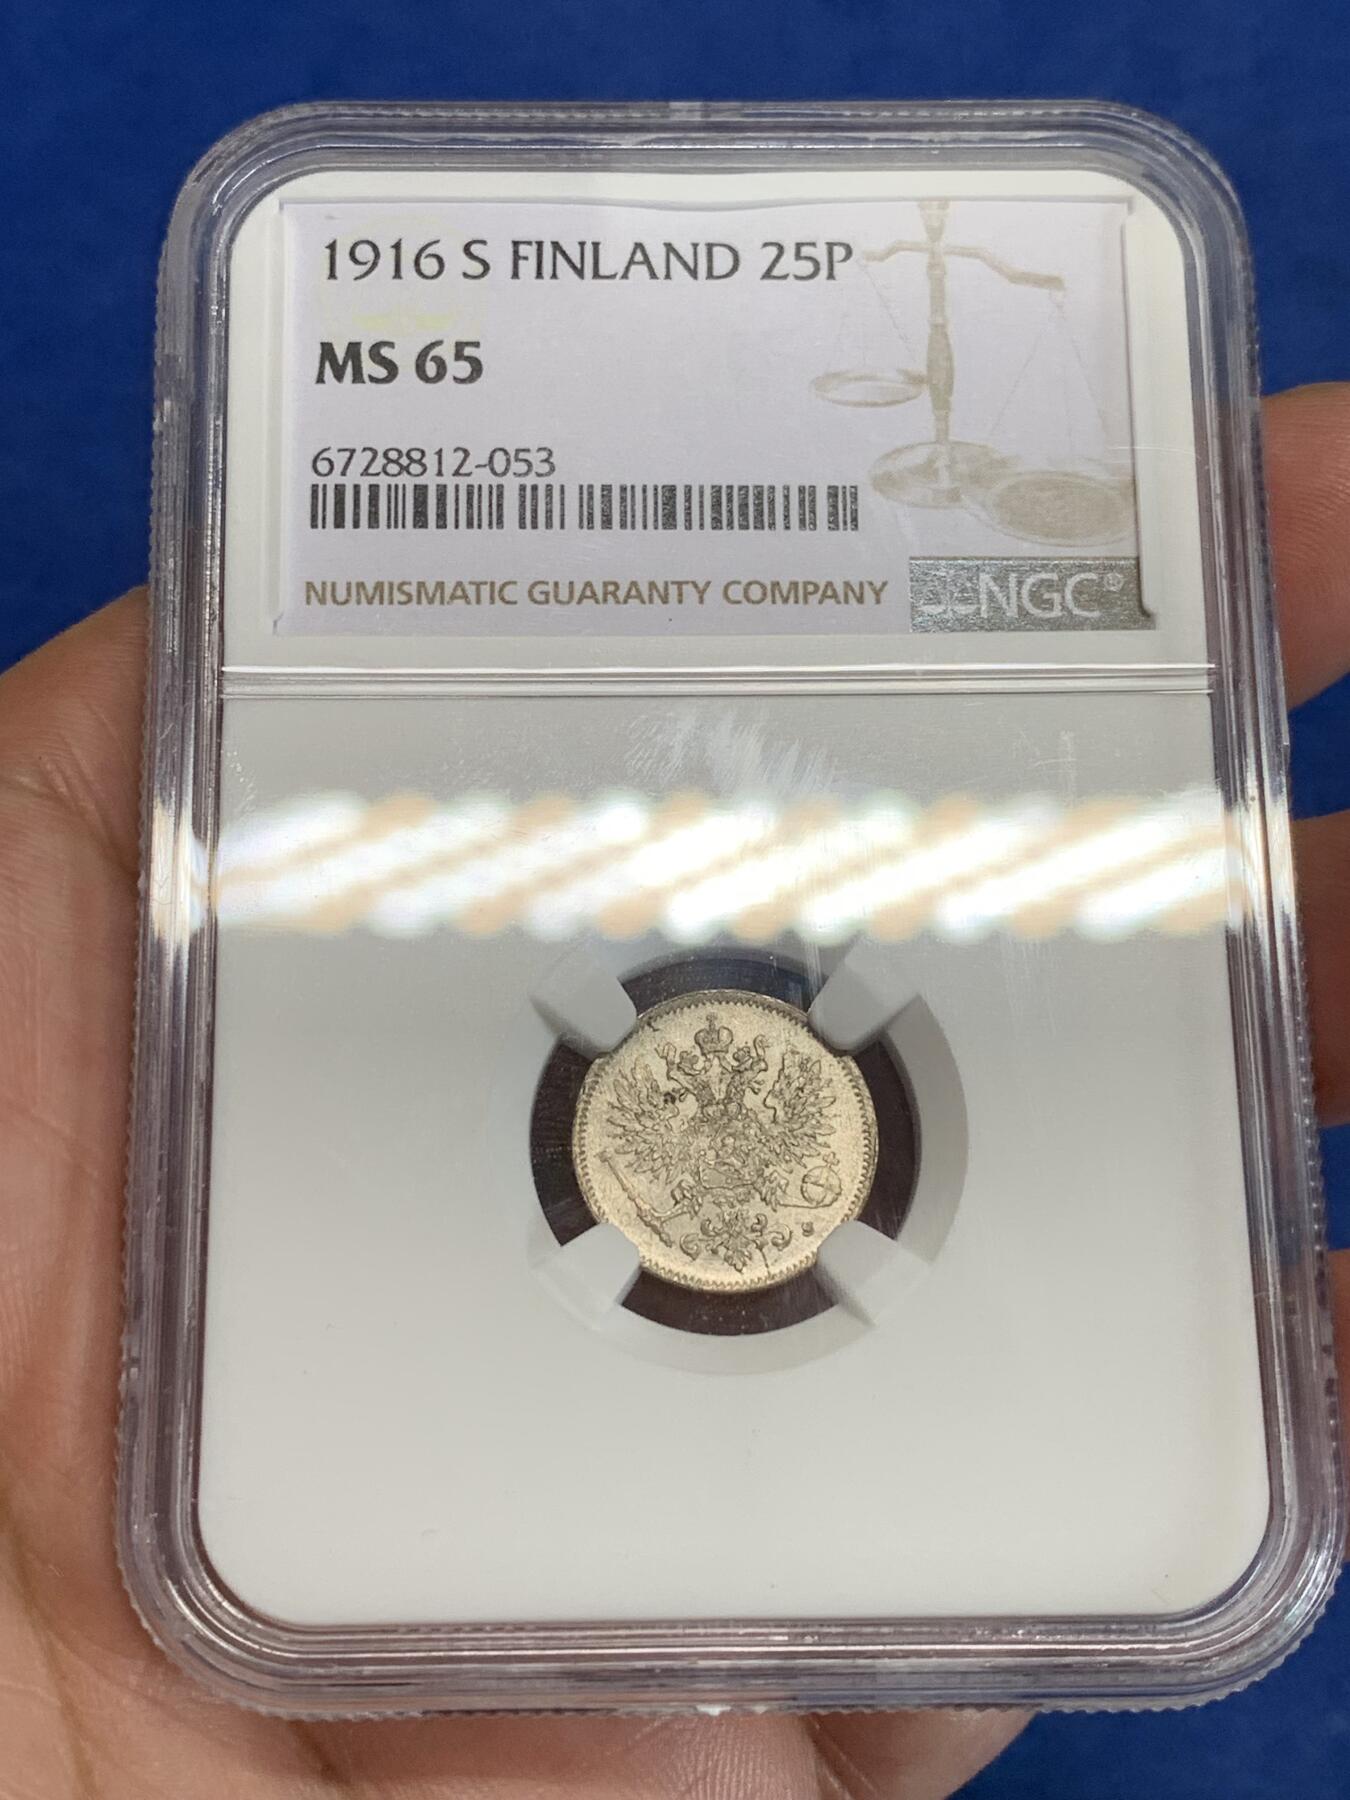 1916 S FINLAND 25P
MS 65
6728812-053
NUMISMATIC GUARANTY COMPANY
NGC®
S